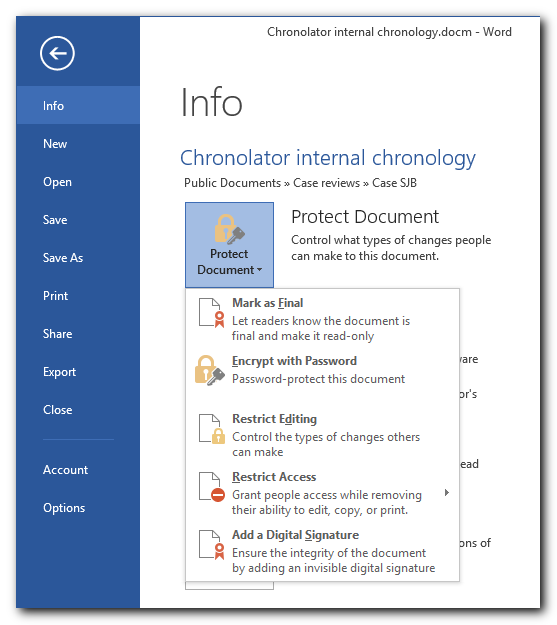 Chronolator internal chronology.docm - Word
Info
New
Open
Save
Save As
Print
Share
Export
Close
Account
Options
Info
Chronolator internal chronology
Public Documents » Case reviews » Case SJB
Protect
Document
Protect Document
Control what types of changes people
can make to this document.
Mark as Final
Let readers know the document is
final and make it read-only
Encrypt with Password
Password-protect this document
Restrict Editing
Control the types of changes others
can make
Restrict Access
Grant people access while removing
their ability to edit, copy, or print.
Add a Digital Signature
Ensure the integrity of the document
by adding an invisible digital signature
ware
or's
ead
ons of